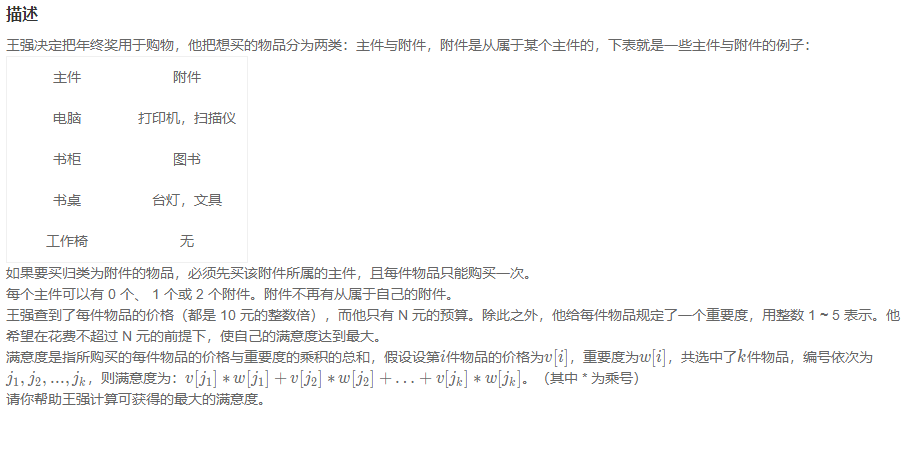 描述
王强决定把年终奖用于购物，他把想买的物品分为两类：主件与附件，附件是从属于某个主件的，下表就是一些主件与附件的例子：
主件 附件
电脑 打印机，扫描仪
书柜 图书
书桌 台灯，文具
工作椅 无
如果要买归类为附件的物品，必须先买该附件所属的主件，且每件物品只能购买一次。
每个主件可以有 0 个、 1 个或 2 个附件。附件不再有从属于自己的附件。
王强查到了每件物品的价格（都是 10 元的整数倍），而他只有 N 元的预算。除此之外，他给每件物品规定了一个重要度，用整数 1 ~ 5 表示。他
希望在花费不超过 N 元的前提下，使自己的满意度达到最大。
满意度是指所购买的每件物品的价格与重要度的乘积的总和，假设设第i件物品的价格为v[i]，重要度为w[i]，共选中了k件物品，编号依次为
j₁, j₂, ..., jₖ，则满意度为：v[j₁] * w[j₁] + v[j₂] * w[j₂] + ... + v[jₖ] * w[jₖ]。（其中 * 为乘号）
请你帮助王强计算可获得的最大的满意度。